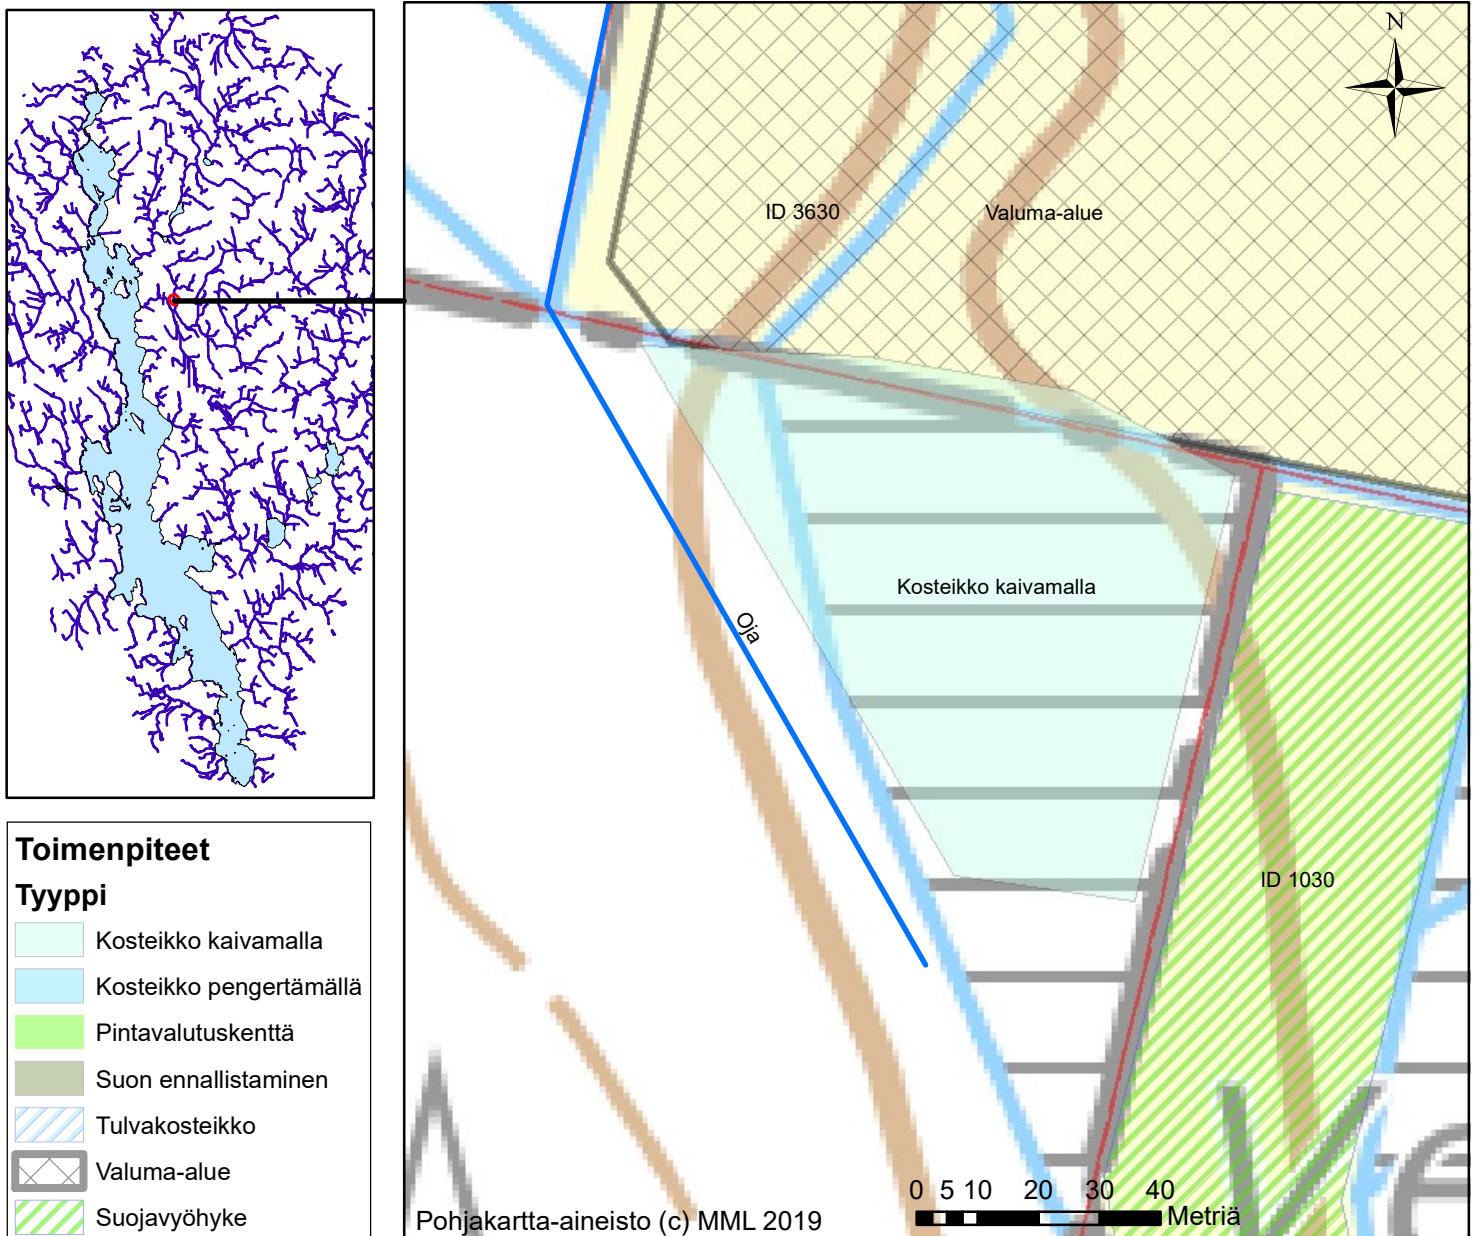 N
ID 3630
Valuma-alue
Kosteikko kaivamalla
Oja
ID 1030
Toimenpiteet
Tyyppi
Kosteikko kaivamalla
Kosteikko pengertämällä
Pintavalutuskenttä
Suon ennallistaminen
Tulvakosteikko
Valuma-alue
Suojavyöhyke
0 5 10 20 30 40
Metriä
Pohjakartta-aineisto (c) MML 2019